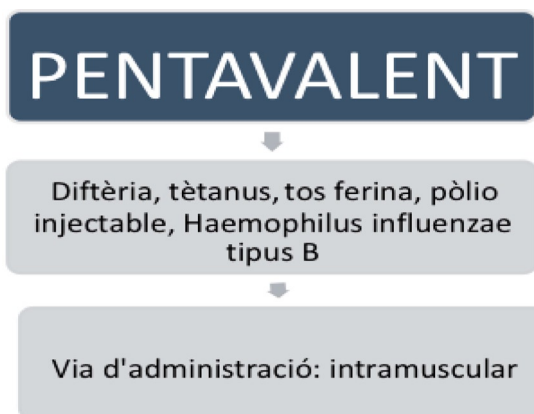 PENTAVALENT
Diftèria, tètanus, tos ferina, pòlio
injectable, Haemophilus influenzae
tipus B
Via d'administració: intramuscular